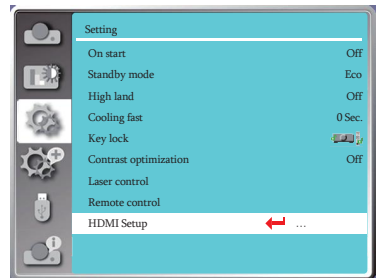 Setting
On start Off
Standby mode Eco
High land Off
Cooling fast 0 Sec.
Key lock
Contrast optimization Off
Laser control
Remote control
HDMI Setup ...